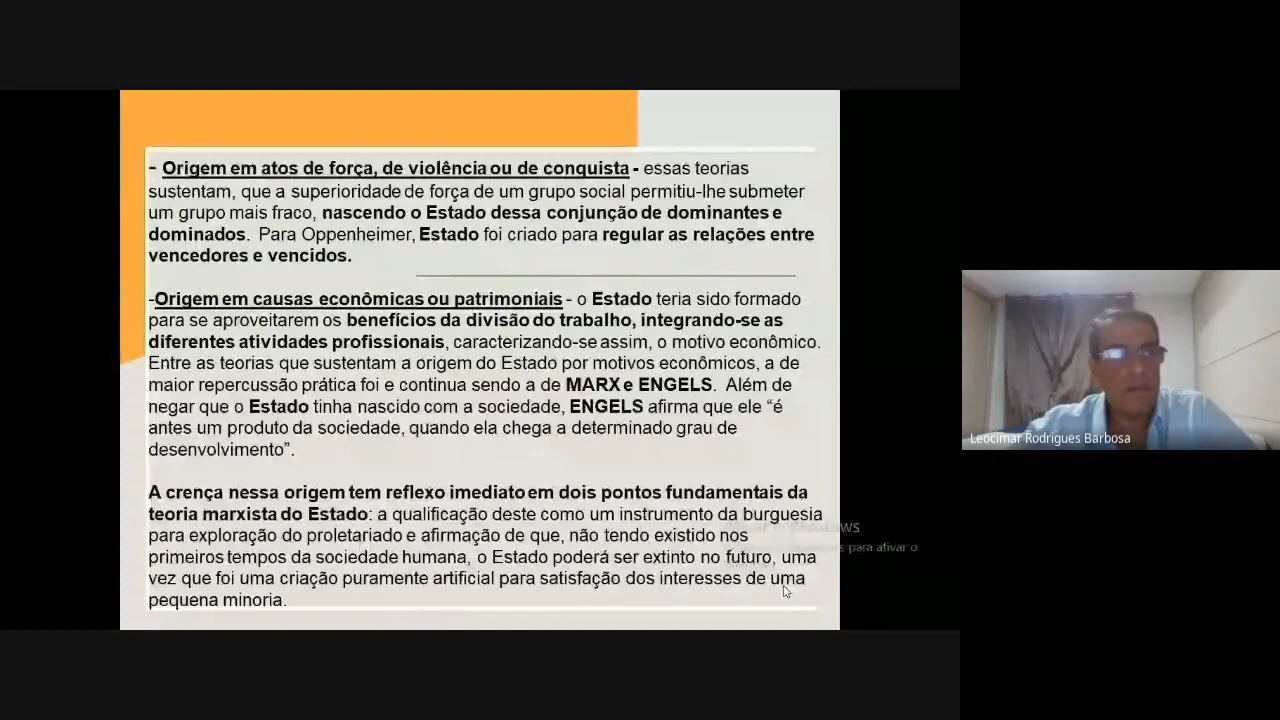 - Origem em atos de força, de violência ou de conquista - essas teorias
sustentam, que a superioridade de força de um grupo social permitiu-lhe submeter
um grupo mais fraco, nascendo o Estado dessa conjunção de dominantes e
dominados. Para Oppenheimer, Estado foi criado para regular as relações entre
vencedores e vencidos.
-Origem em causas econômicas ou patrimoniais - o Estado teria sido formado
para se aproveitarem os benefícios da divisão do trabalho, integrando-se as
diferentes atividades profissionais, caracterizando-se assim, o motivo econômico.
Entre as teorias que sustentam a origem do Estado por motivos econômicos, a de
maior repercussão prática foi e continua sendo a de MARX e ENGELS. Além de
negar que o Estado tinha nascido com a sociedade, ENGELS afirma que ele “é
antes um produto da sociedade, quando ela chega a determinado grau de
desenvolvimento”.
A crença nessa origem tem reflexo imediato em dois pontos fundamentais da
teoria marxista do Estado: a qualificação deste como um instrumento da burguesia
para exploração do proletariado e afirmação de que, não tendo existido nos
primeiros tempos da sociedade humana, o Estado poderá ser extinto no futuro, uma
vez que foi uma criação puramente artificial para satisfação dos interesses de uma
pequena minoria.
para ativar o
Leocimar Rodrigues Barbosa